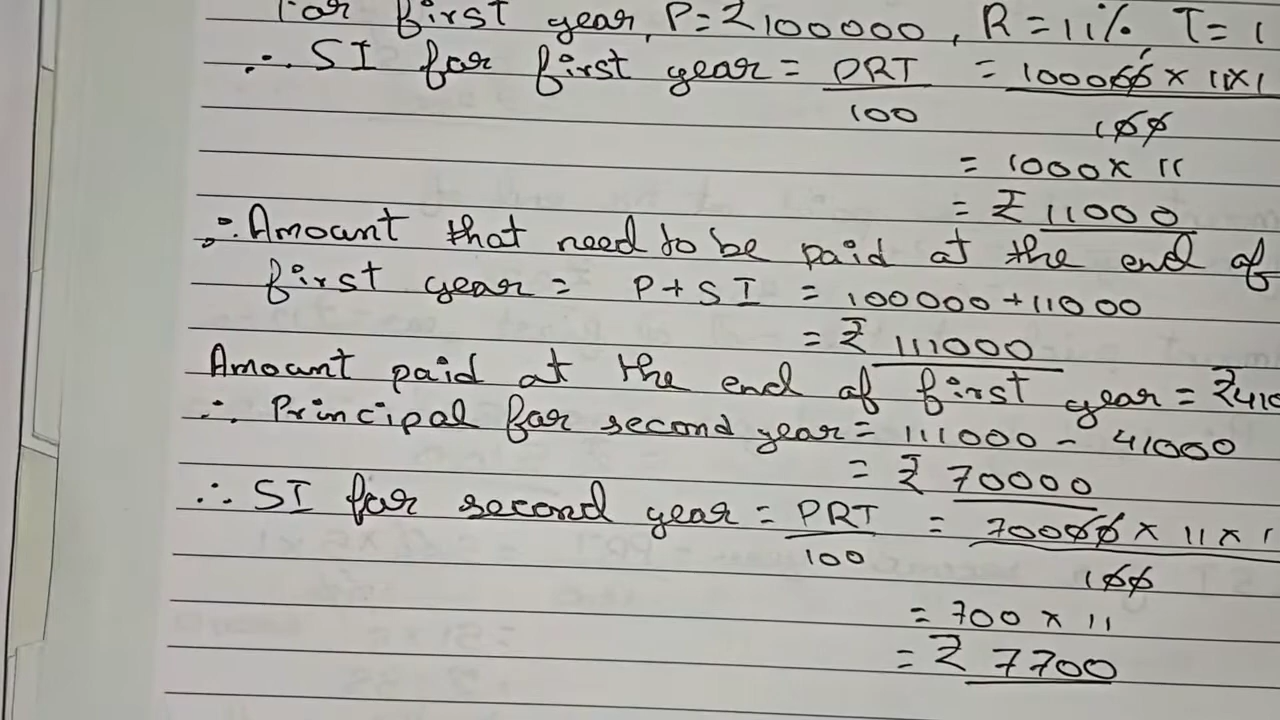 For first year, P=₹100000, R=11% T=1
∴ SI for first year = PRT/100 = 100000×11×1/100
= 1000×11
= ₹11000
∴ Amount that need to be paid at the end of
first year = P+SI = 100000+11000
= ₹111000
Amount paid at the end of first year = ₹410
∴ Principal for second year = 111000 - 41000
= ₹70000
∴ SI for second year = PRT/100 = 70000×11×1/100
= 700×11
= ₹7700